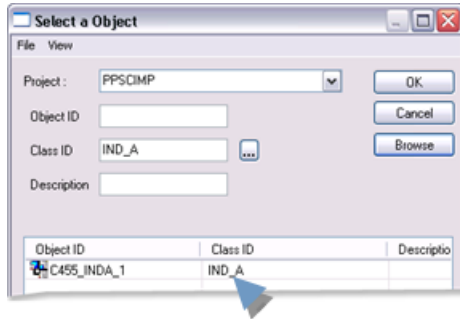 Select a Object
File View
Project : PPSCIMP
OK
Object ID
Cancel
Class ID IND_A ...
Browse
Description
Object ID Class ID Descriptio
C455_INDA_1 IND_A